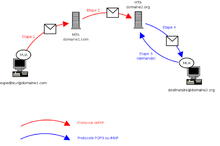 MTA
domaine2.org
MTA
domaine1.com
Etape 2
Etape 1
Etape 4
Etape 3
(demande)
MUA
MUA
expediteur@domaine1.com
destinataire@domaine2.org
Protocole SMTP
Protocole POP3 ou IMAP